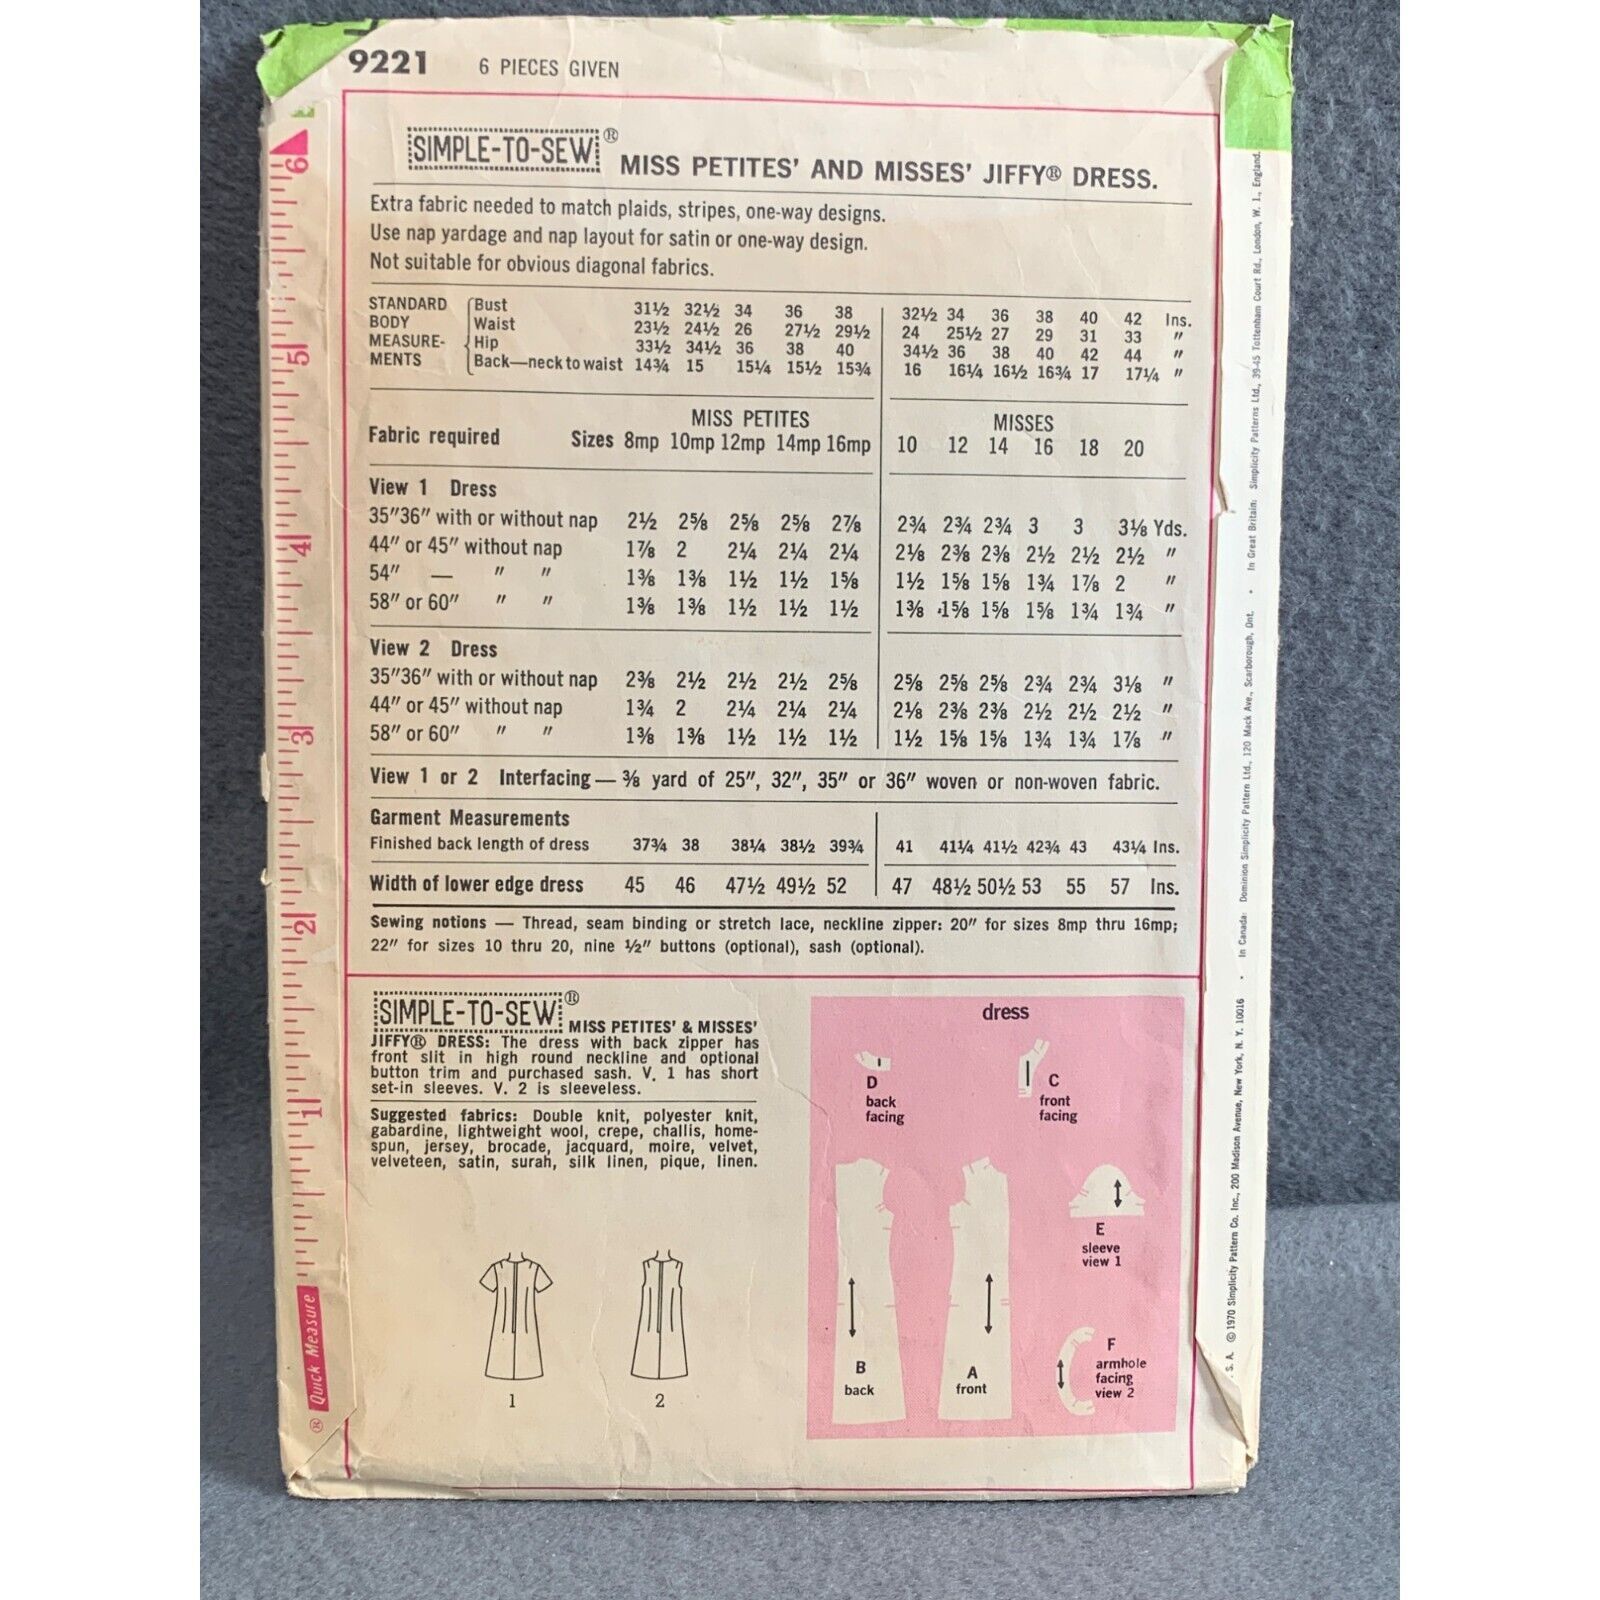 9221 6 PIECES GIVEN
SIMPLE-TO-SEW® MISS PETITES' AND MISSES' JIFFY® DRESS.
Extra fabric needed to match plaids, stripes, one-way designs.
Use nap yardage and nap layout for satin or one-way design.
Not suitable for obvious diagonal fabrics.
STANDARD BODY MEASURE-MENTS
Bust 31½ 32½ 34 36 38 32½ 34 36 38 40 42 Ins.
Waist 23½ 24½ 26 27½ 29½ 24 25½ 27 29 31 33 "
Hip 33½ 34½ 36 38 40 34½ 36 38 40 42 44 "
Back—neck to waist 14¾ 15 15¼ 15½ 15¾ 16 16¼ 16½ 16¾ 17 17¼ "
MISS PETITES MISSES
Fabric required Sizes 8mp 10mp 12mp 14mp 16mp 10 12 14 16 18 20
View 1 Dress
35"36" with or without nap 2½ 2⅝ 2⅝ 2⅝ 2⅞ 2¾ 2¾ 2¾ 3 3 3⅛ Yds.
44" or 45" without nap 1⅞ 2 2¼ 2¼ 2¼ 2⅛ 2⅜ 2⅜ 2½ 2½ 2½ "
54" — " " 1⅜ 1⅜ 1½ 1½ 1⅝ 1½ 1⅝ 1⅝ 1¾ 1⅞ 2 "
58" or 60" " " 1⅜ 1⅜ 1½ 1½ 1½ 1⅜ 1⅝ 1⅝ 1⅝ 1¾ 1¾ "
View 2 Dress
35"36" with or without nap 2⅜ 2½ 2½ 2½ 2⅝ 2⅝ 2⅝ 2⅝ 2¾ 2¾ 3⅛ "
44" or 45" without nap 1¾ 2 2¼ 2¼ 2¼ 2⅛ 2⅜ 2⅜ 2½ 2½ 2½ "
58" or 60" " " 1⅜ 1⅜ 1½ 1½ 1½ 1½ 1⅝ 1⅝ 1¾ 1¾ 1⅞ "
View 1 or 2 Interfacing — ⅜ yard of 25", 32", 35" or 36" woven or non-woven fabric.
Garment Measurements
Finished back length of dress 37¾ 38 38¼ 38½ 39¾ 41 41¼ 41½ 42¾ 43 43¼ Ins.
Width of lower edge dress 45 46 47½ 49½ 52 47 48½ 50½ 53 55 57 Ins.
Sewing notions — Thread, seam binding or stretch lace, neckline zipper: 20" for sizes 8mp thru 16mp;
22" for sizes 10 thru 20, nine ½" buttons (optional), sash (optional).
SIMPLE-TO-SEW® MISS PETITES' & MISSES'
JIFFY® DRESS: The dress with back zipper has
front slit in high round neckline and optional
button trim and purchased sash. V. 1 has short
set-in sleeves. V. 2 is sleeveless.
Suggested fabrics: Double knit, polyester knit,
gabardine, lightweight wool, crepe, challis, home-
spun, jersey, brocade, jacquard, moire, velvet,
velveteen, satin, surah, silk linen, pique, linen.
1
2
dress
D
back
facing
C
front
facing
E
sleeve
view 1
B
back
A
front
F
armhole
facing
view 2
6
5
4
3
2
1
® Quick Measure
. S. A. © 1970 Simplicity Pattern Co. Inc., 200 Madison Avenue, New York, N. Y. 10016 • In Canada: Dominion Simplicity Pattern Ltd., 120 Mack Ave., Scarborough, Ont. • In Great Britain: Simplicity Patterns Ltd., 39-45 Tottenham Court Rd., London, W. 1., England.